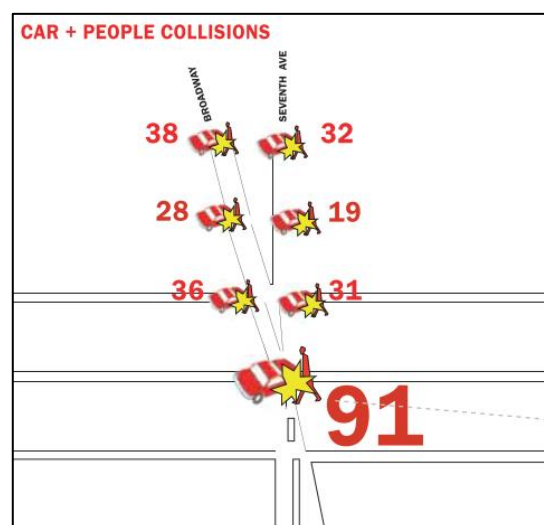 CAR + PEOPLE COLLISIONS
BROADWAY
SEVENTH AVE
38
32
28
19
36
31
91